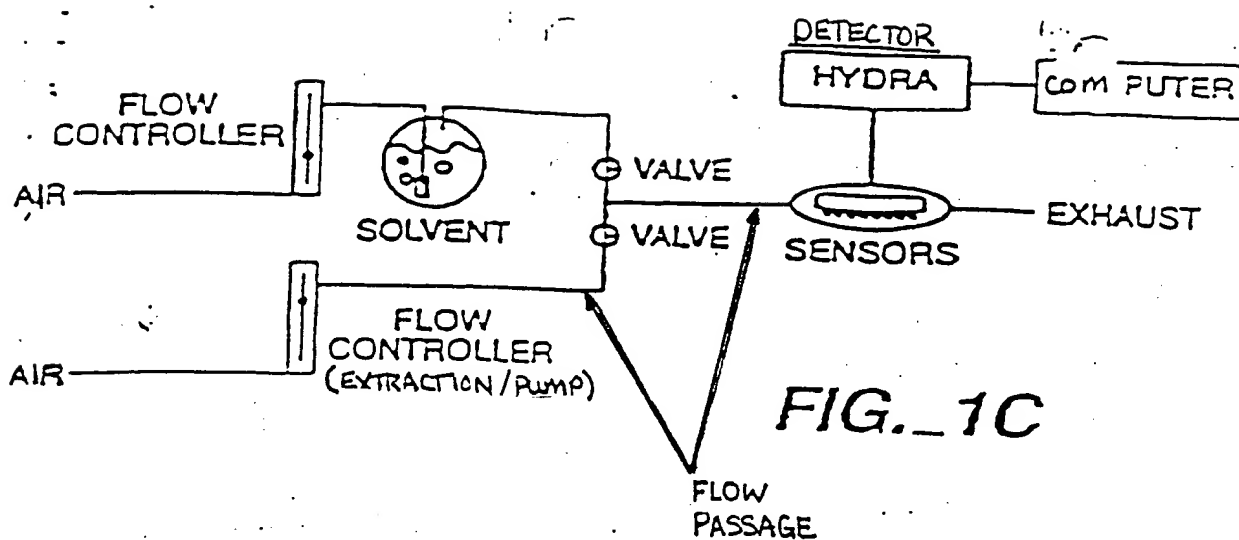 DETECTOR
HYDRA
COMPUTER
FLOW
CONTROLLER
AIR
SOLVENT
VALVE
VALVE
SENSORS
EXHAUST
FLOW
CONTROLLER
(EXTRACTION/PUMP)
AIR
FIG._1C
FLOW
PASSAGE